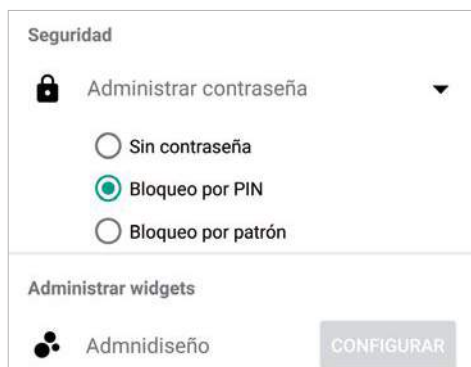 Seguridad
Administrar contraseña
Sin contraseña
Bloqueo por PIN
Bloqueo por patrón
Administrar widgets
Admnidiseño
CONFIGURAR